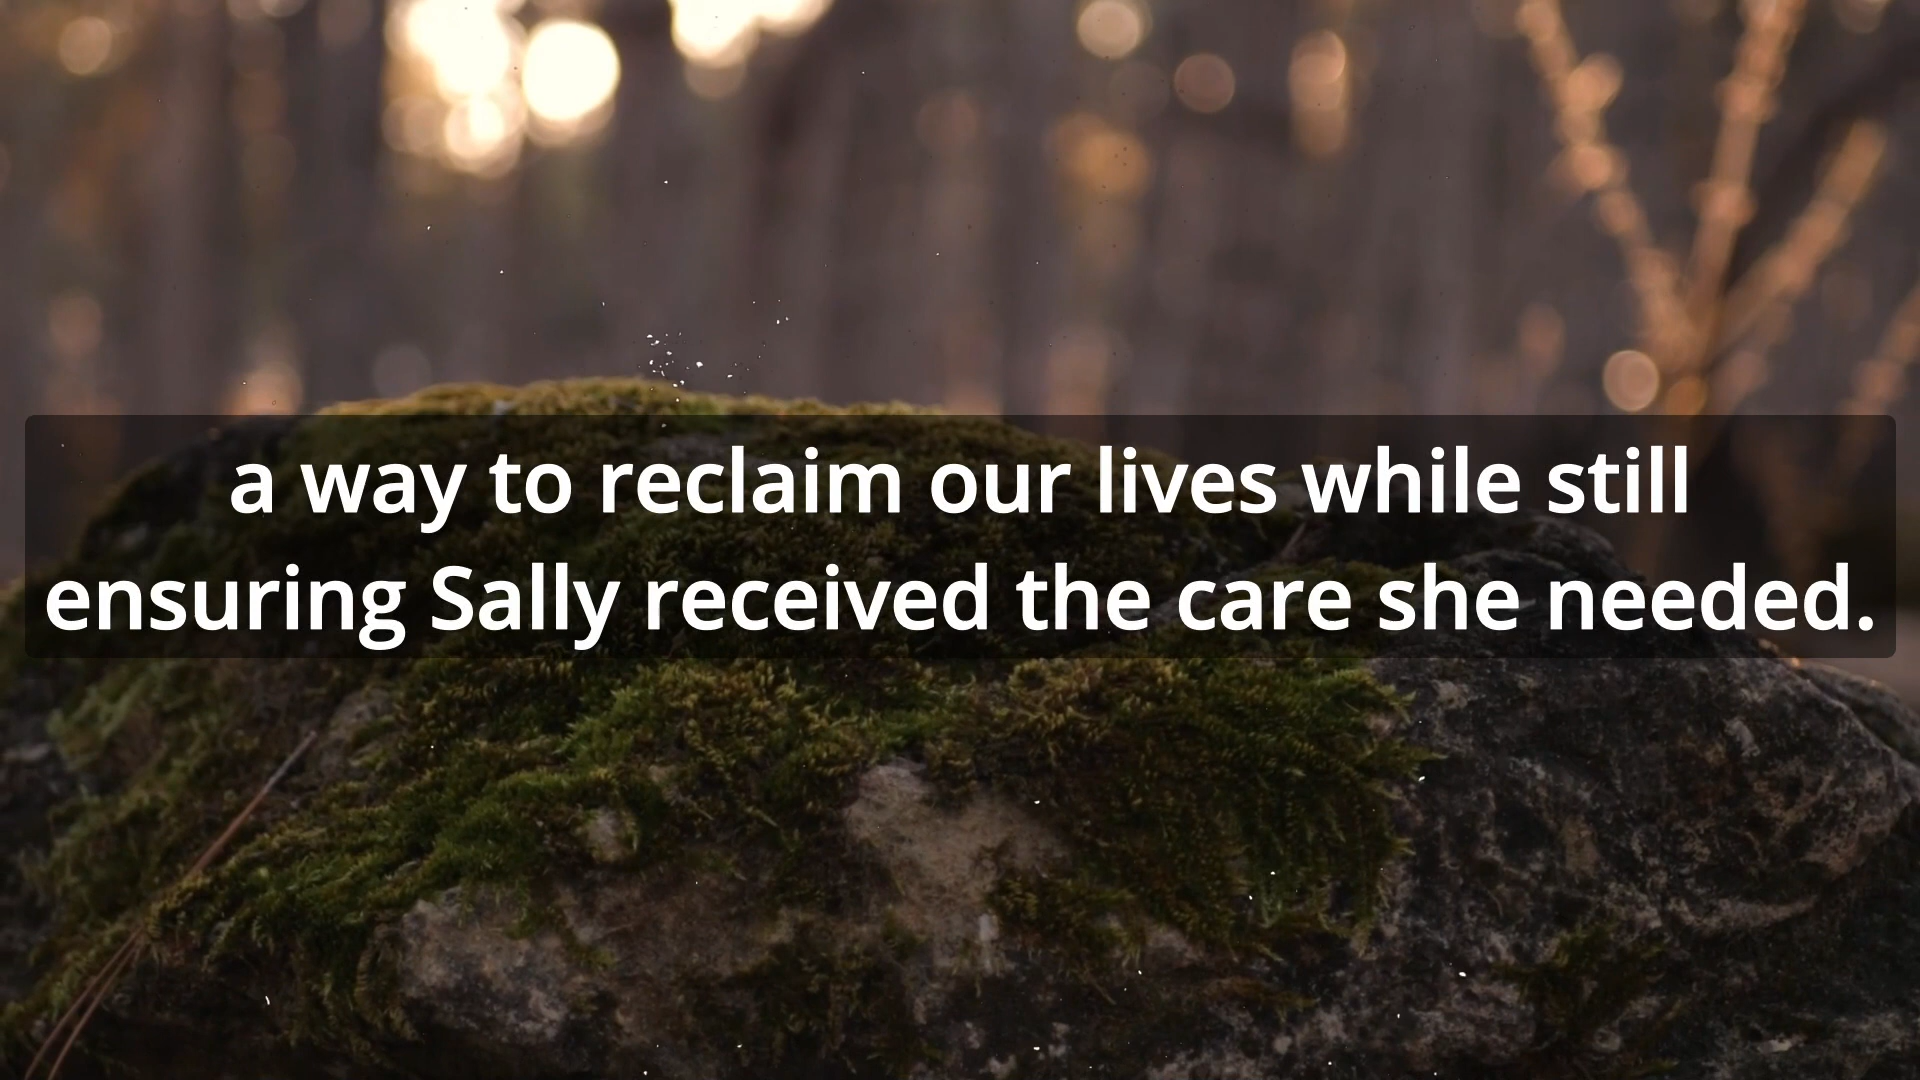 a way to reclaim our lives while still
ensuring Sally received the care she needed.